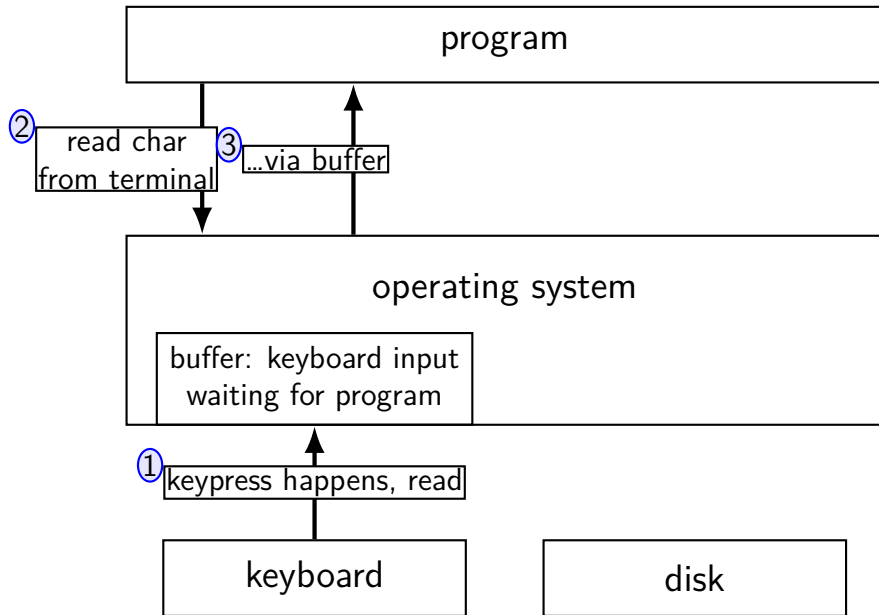 program
2
read char
from terminal
3
...via buffer
operating system
buffer: keyboard input
waiting for program
1
keypress happens, read
keyboard
disk